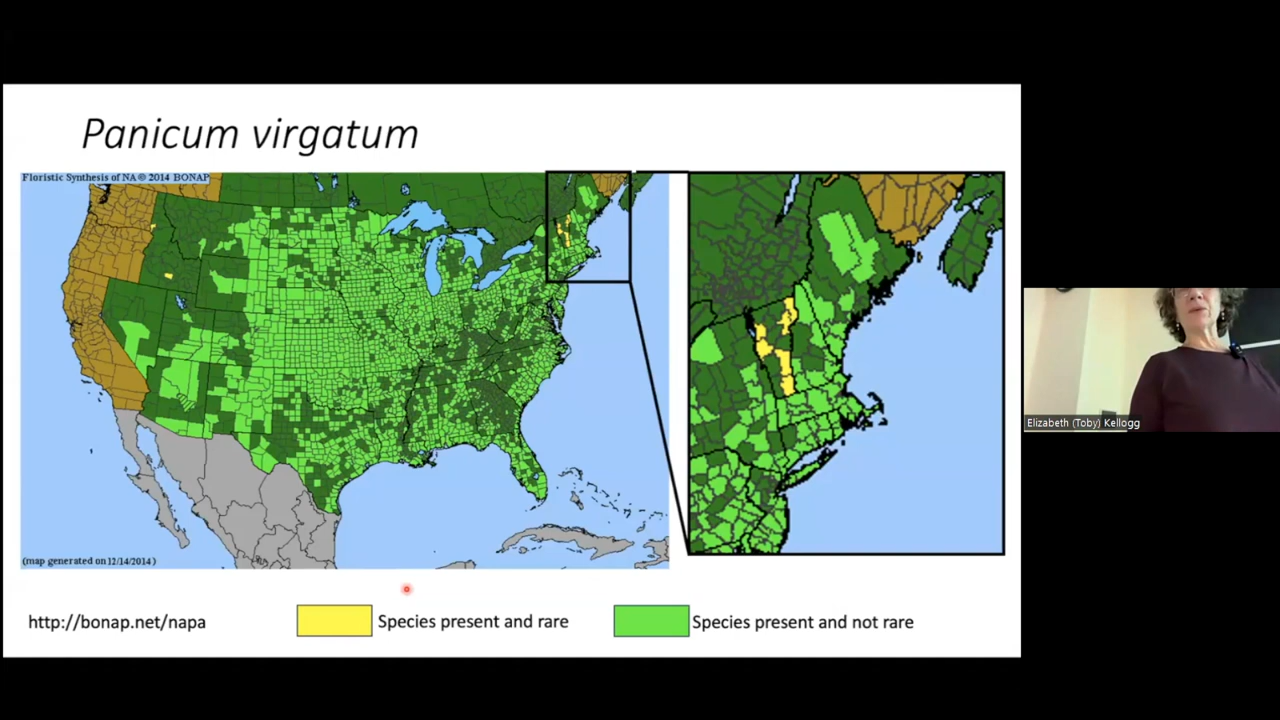 Panicum virgatum
Floristic Synthesis of NA © 2014 BONAP
(map generated on 12/14/2014)
http://bonap.net/napa
Species present and rare
Species present and not rare
Elizabeth (Toby) Kellogg